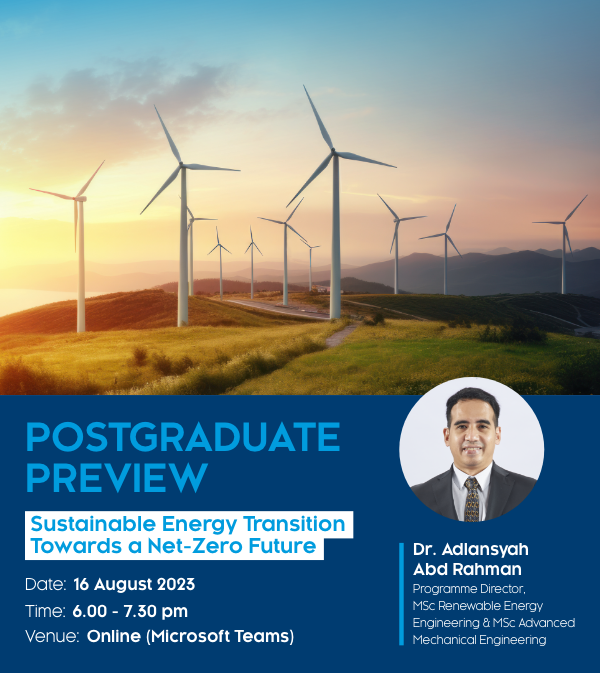 POSTGRADUATE
PREVIEW
Sustainable Energy Transition
Towards a Net-Zero Future
Date: 16 August 2023
Time: 6.00 - 7.30 pm
Venue: Online (Microsoft Teams)
Dr. Adlansyah
Abd Rahman
Programme Director,
MSc Renewable Energy
Engineering & MSc Advanced
Mechanical Engineering